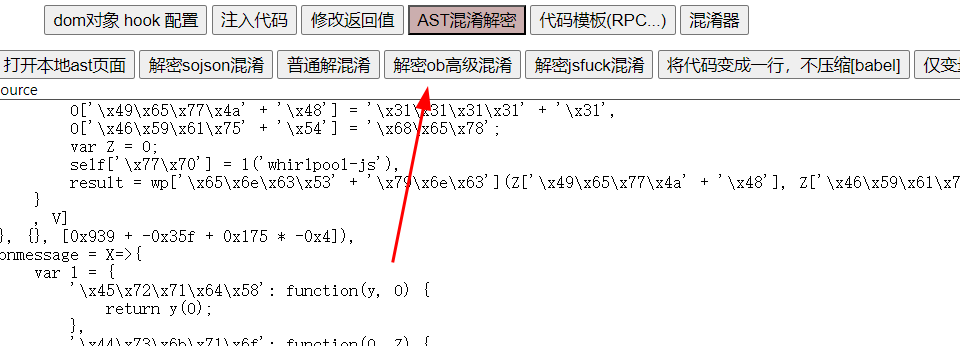 dom对象 hook 配置 注入代码 修改返回值 AST混淆解密 代码模板(RPC...) 混淆器
打开本地ast页面 解密sojson混淆 普通解混淆 解密ob高级混淆 解密jsfuck混淆 将代码变成一行，不压缩[babel] 仅变
ource
O['\x49\x65\x77\x4a' + '\x48'] = '\x31\x31\x31\x31' + '\x31',
O['\x46\x59\x61\x75' + '\x54'] = '\x68\x65\x78';
var Z = O;
self['\x77\x70'] = l('whirlpool-js'),
result = wp['\x65\x6e\x63\x53' + '\x79\x6e\x63'](Z['\x49\x65\x77\x4a' + '\x48'], Z['\x46\x59\x61\x7
}
, V]
}, {}, [0x939 + -0x35f + 0x175 * -0x4]),
onmessage = X=>{
var l = {
'\x45\x72\x71\x64\x58': function(y, O) {
return y(O);
},
'\x44\x73\x6b\x71\x6f': function(O, Z) {